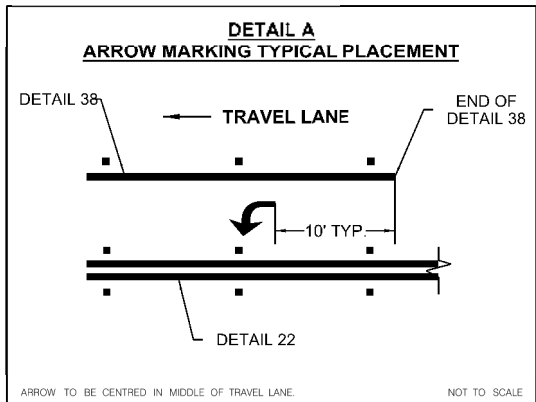 DETAIL A
ARROW MARKING TYPICAL PLACEMENT
DETAIL 38
TRAVEL LANE
END OF
DETAIL 38
10' TYP.
DETAIL 22
ARROW TO BE CENTRED IN MIDDLE OF TRAVEL LANE.
NOT TO SCALE